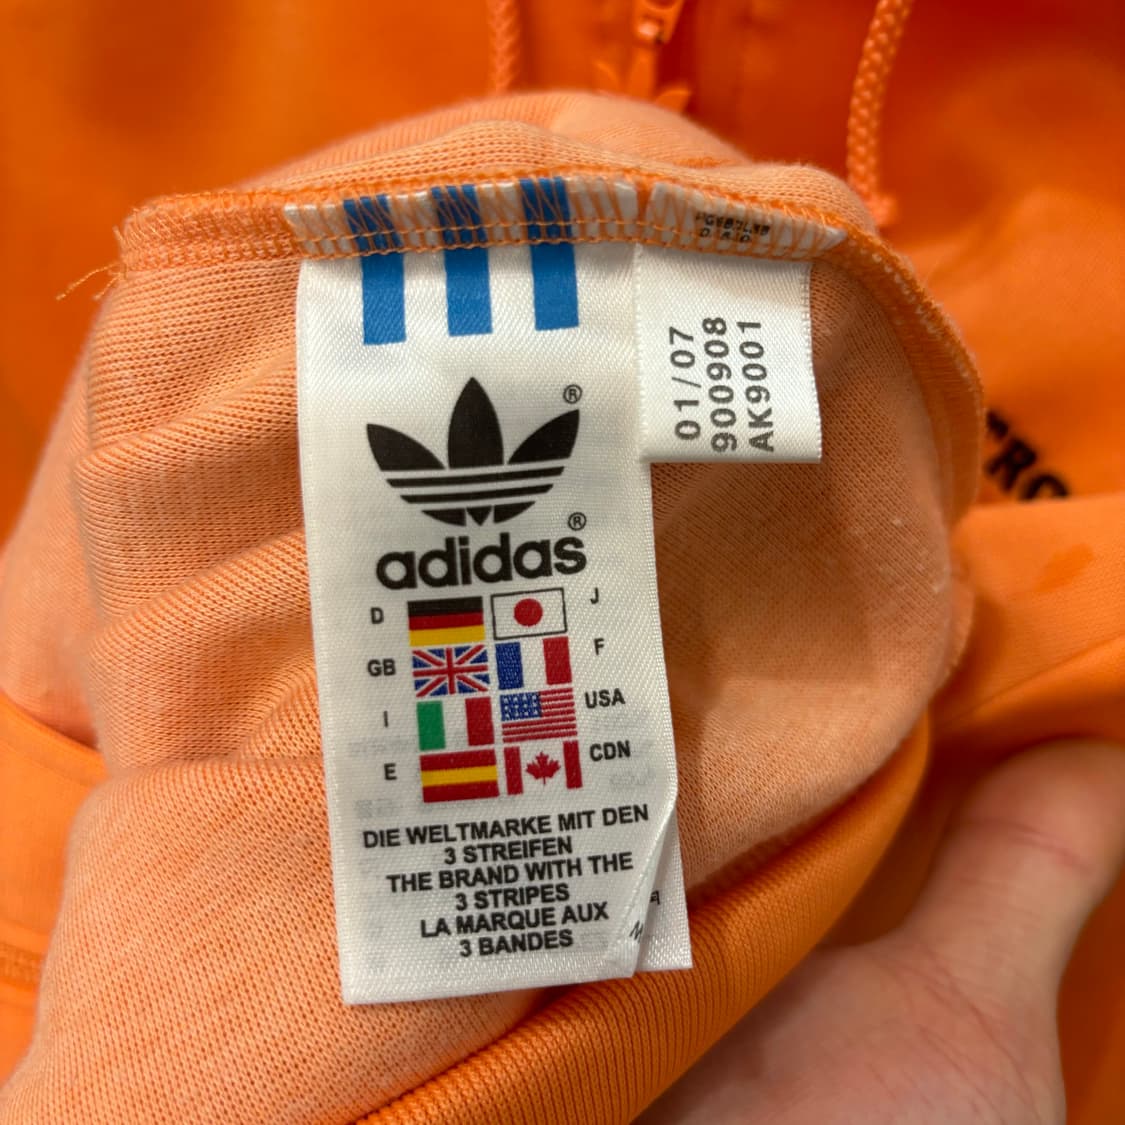 01/07
900908
AK9001
®
®
adidas
D
J
GB
F
I
USA
E
CDN
DIE WELTMARKE MIT DEN
3 STREIFEN
THE BRAND WITH THE
3 STRIPES
LA MARQUE AUX
3 BANDES